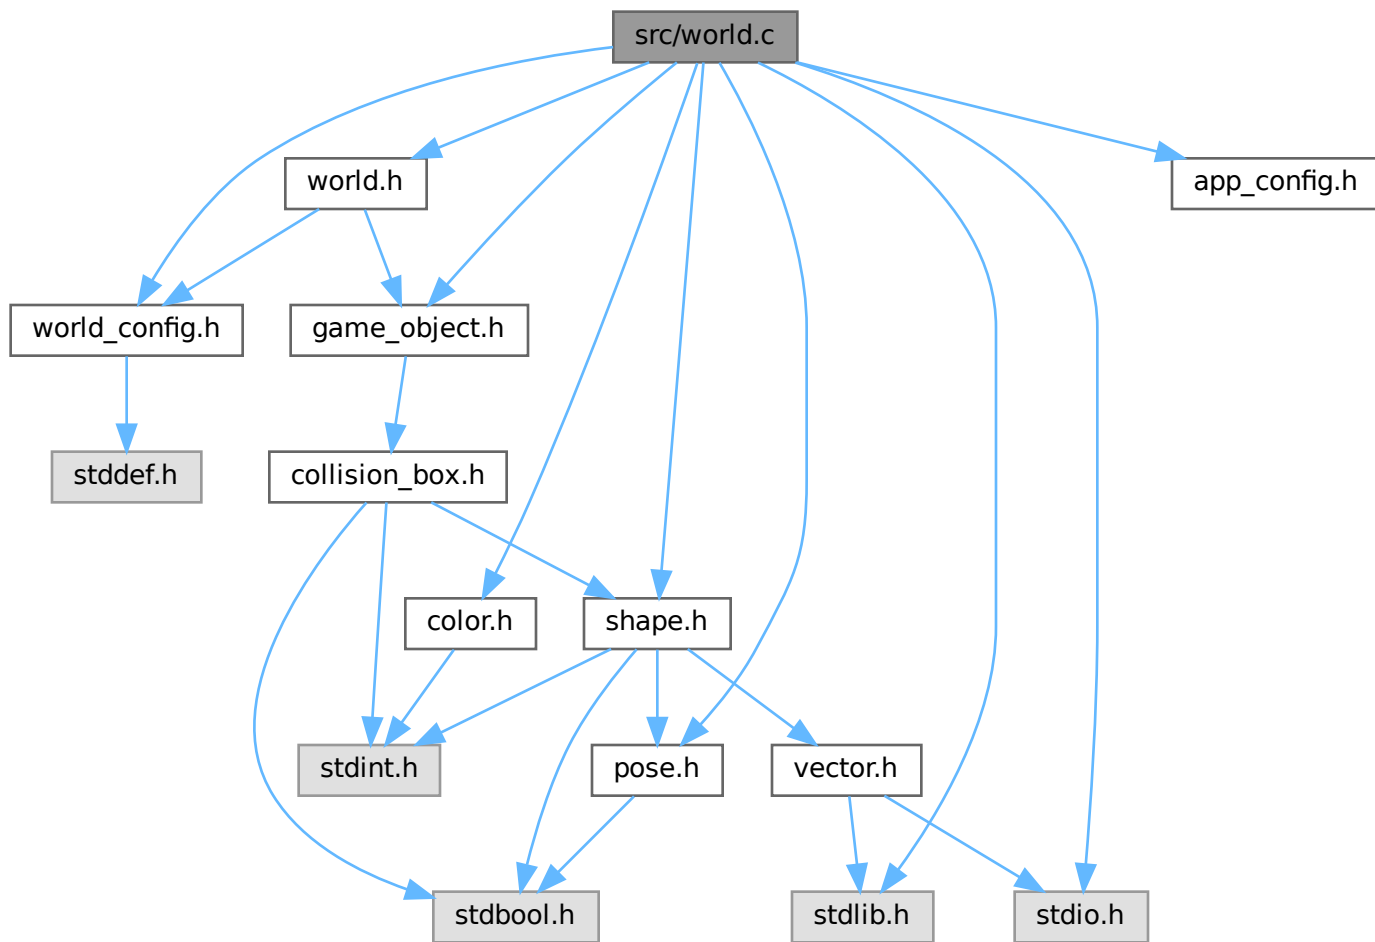 src/world.c
world.h
app_config.h
world_config.h
game_object.h
stddef.h
collision_box.h
color.h
shape.h
stdint.h
pose.h
vector.h
stdbool.h
stdlib.h
stdio.h